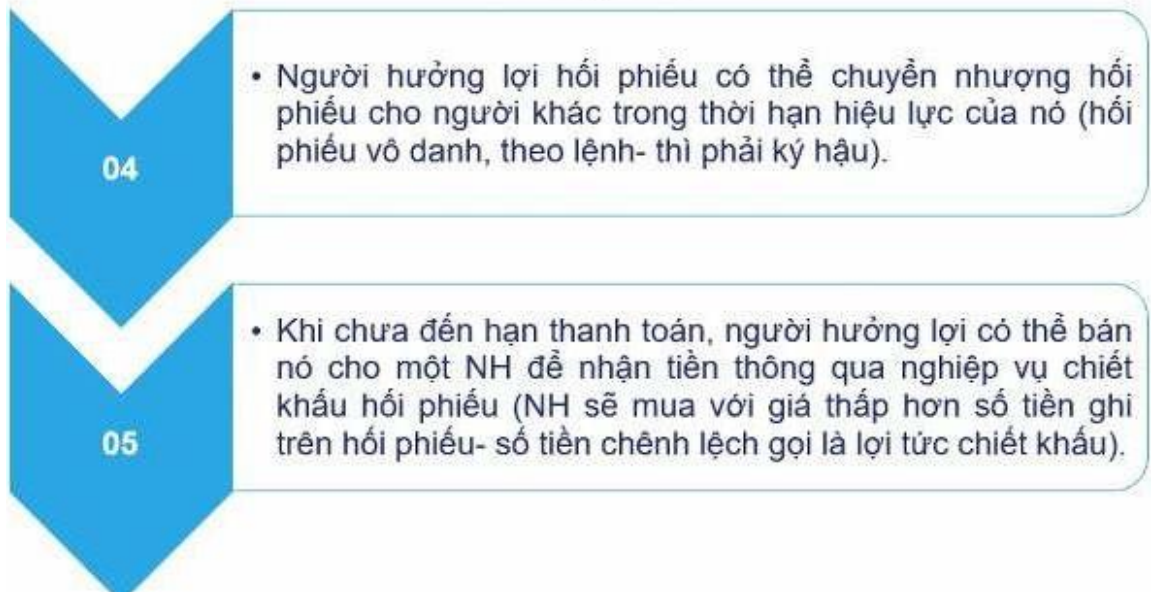 04
• Người hưởng lợi hối phiếu có thể chuyển nhượng hối
phiếu cho người khác trong thời hạn hiệu lực của nó (hối
phiếu vô danh, theo lệnh- thì phải ký hậu).
05
• Khi chưa đến hạn thanh toán, người hưởng lợi có thể bán
nó cho một NH để nhận tiền thông qua nghiệp vụ chiết
khấu hối phiếu (NH sẽ mua với giá thấp hơn số tiền ghi
trên hối phiếu- số tiền chênh lệch gọi là lợi tức chiết khấu).